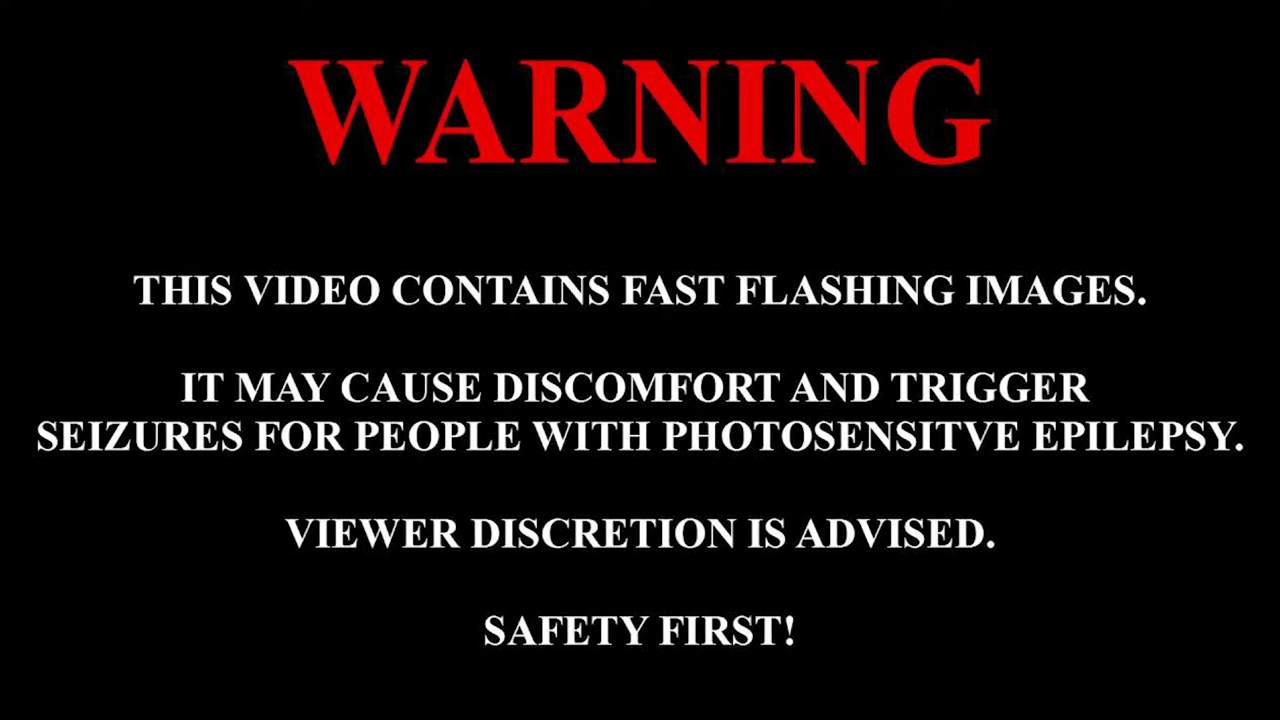 WARNING
THIS VIDEO CONTAINS FAST FLASHING IMAGES.
IT MAY CAUSE DISCOMFORT AND TRIGGER
SEIZURES FOR PEOPLE WITH PHOTOSENSITVE EPILEPSY.
VIEWER DISCRETION IS ADVISED.
SAFETY FIRST!